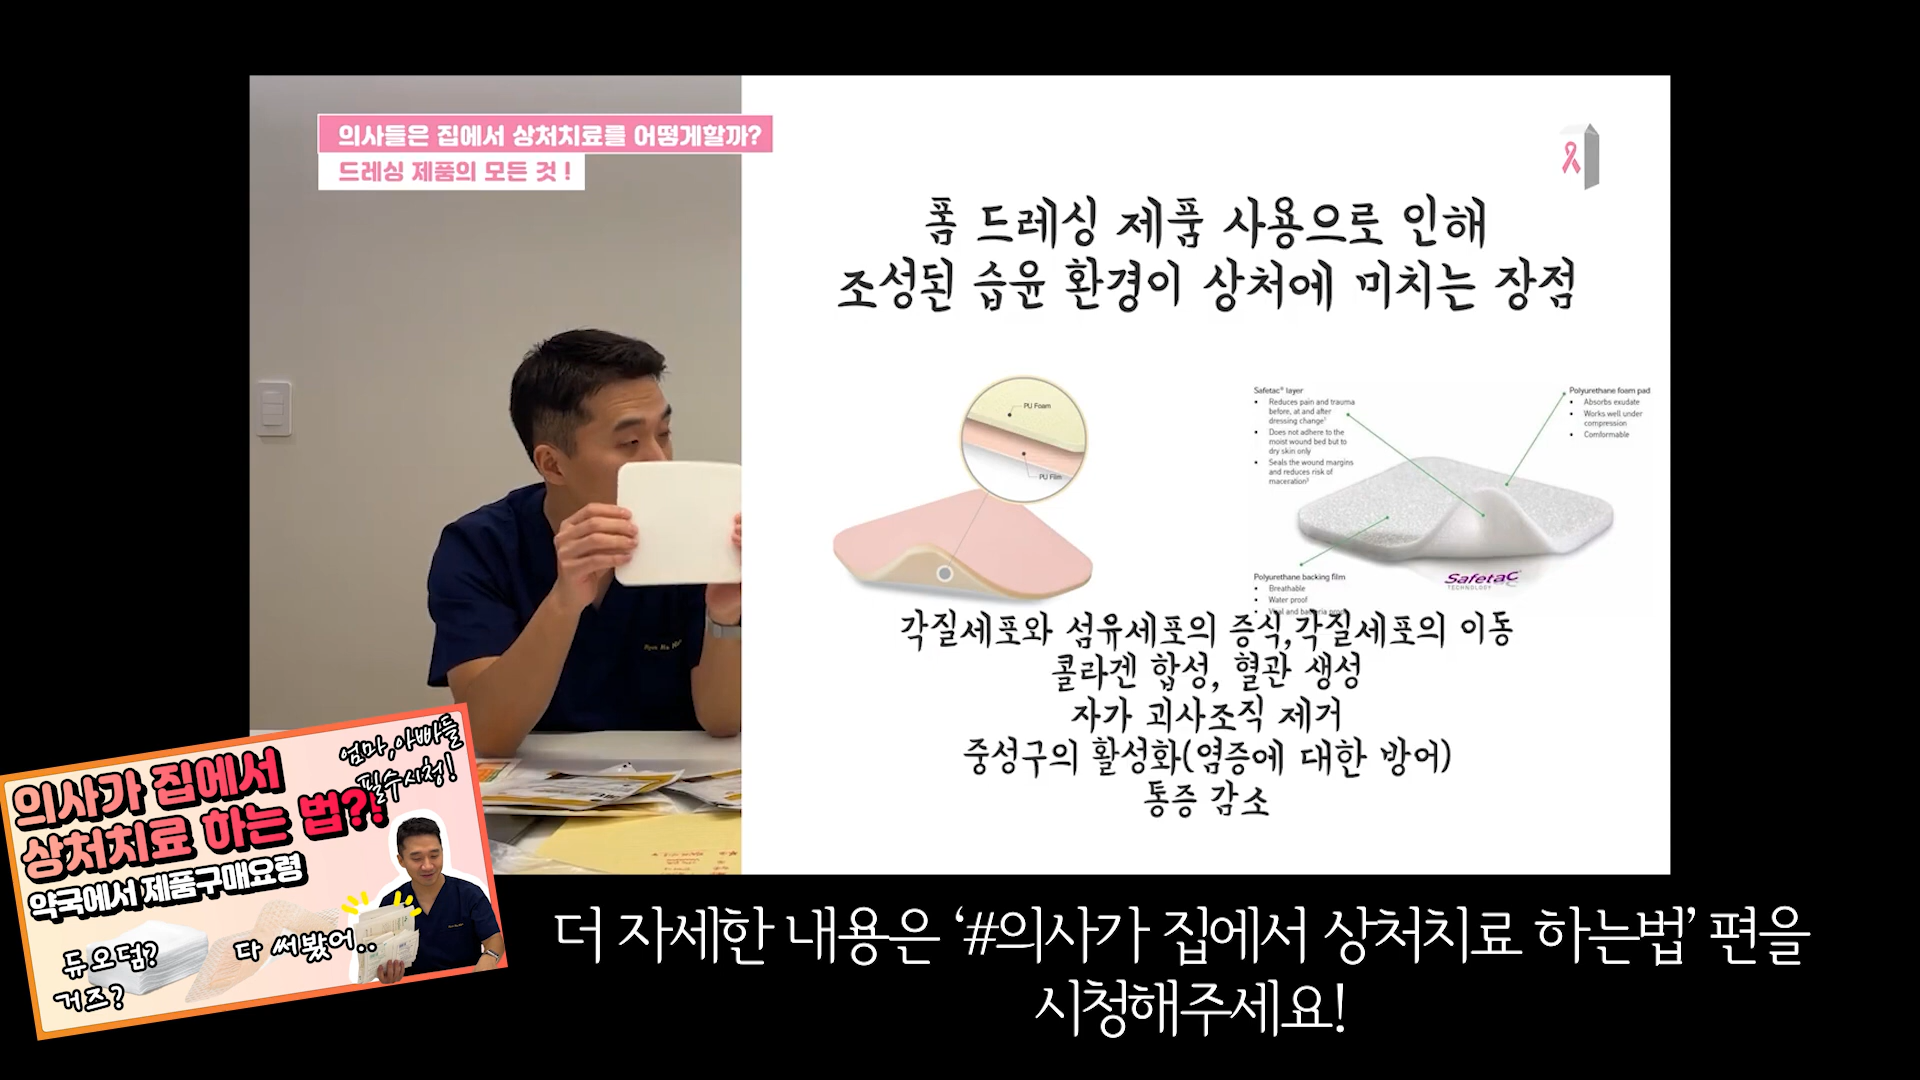 의사들은 집에서 상처치료를 어떻게할까?
드레싱 제품의 모든 것 !
폼 드레싱 제품 사용으로 인해
조성된 습윤 환경이 상처에 미치는 장점
PU Foam
PU Film
Safetac® layer
• Reduces pain and trauma
before, at and after
dressing change¹
• Does not adhere to the
moist wound bed but to
dry skin only
• Seals the wound margins
and reduces risk of
maceration³
Polyurethane foam pad
• Absorbs exudate
• Works well under
compression
• Comfortable
Polyurethane backing film
• Breathable
• Water proof
• Viral and bacteria proof
Safetac
TECHNOLOGY
각질세포와 섬유세포의 증식,각질세포의 이동
콜라겐 합성, 혈관 생성
자가 괴사조직 제거
중성구의 활성화(염증에 대한 방어)
통증 감소
엄마,아빠들
필수시청!
의사가 집에서
상처치료 하는 법?!
약국에서 제품구매요령
듀오덤?
거즈?
다 써봤어..
더 자세한 내용은 ‘#의사가 집에서 상처치료 하는법’ 편을
시청해주세요!